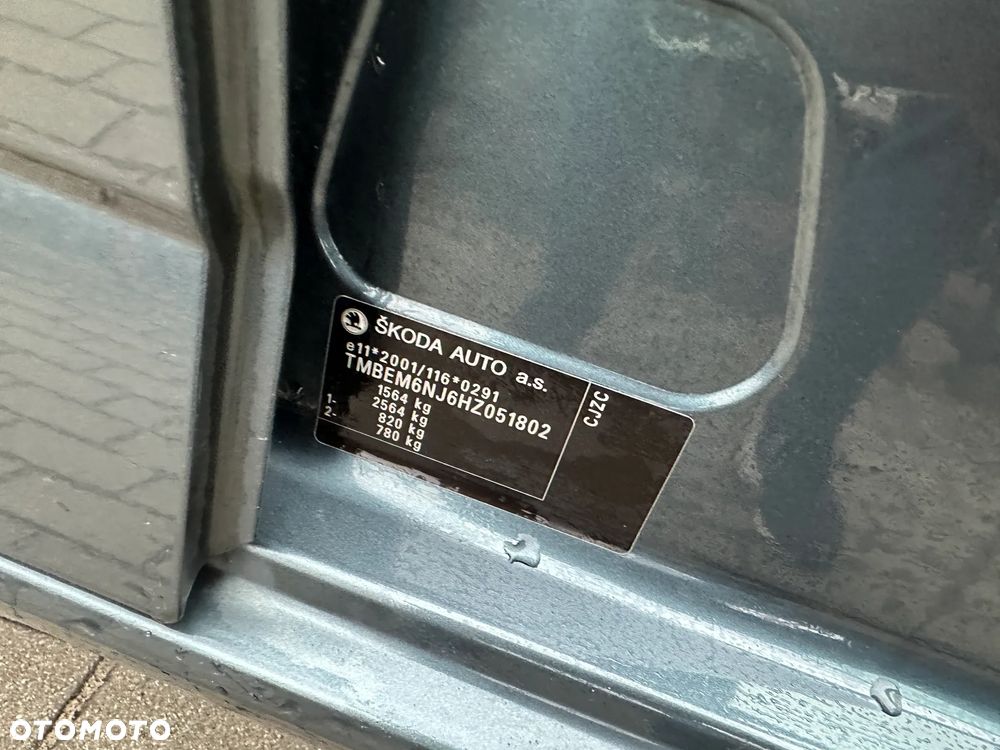 ŠKODA AUTO a.s.
e11*2001/116*0291
TMBEM6NJ6HZ051802
1564 kg
2564 kg
1- 820 kg
2- 780 kg
CJZC
OTOMOTO